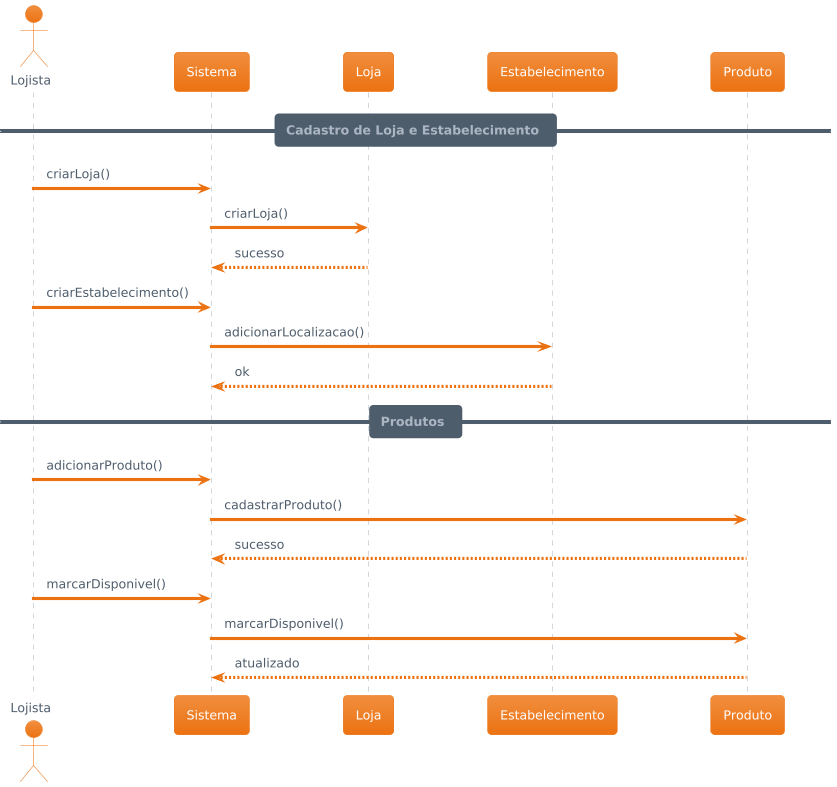 Lojista
Sistema
Loja
Estabelecimento
Produto
Cadastro de Loja e Estabelecimento
criarLoja()
criarLoja()
sucesso
criarEstabelecimento()
adicionarLocalizacao()
ok
Produtos
adicionarProduto()
cadastrarProduto()
sucesso
marcarDisponivel()
marcarDisponivel()
atualizado
Lojista
Sistema
Loja
Estabelecimento
Produto